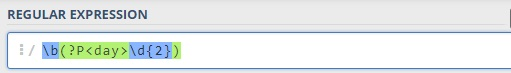 REGULAR EXPRESSION
/ \b(?P<day>\d{2})